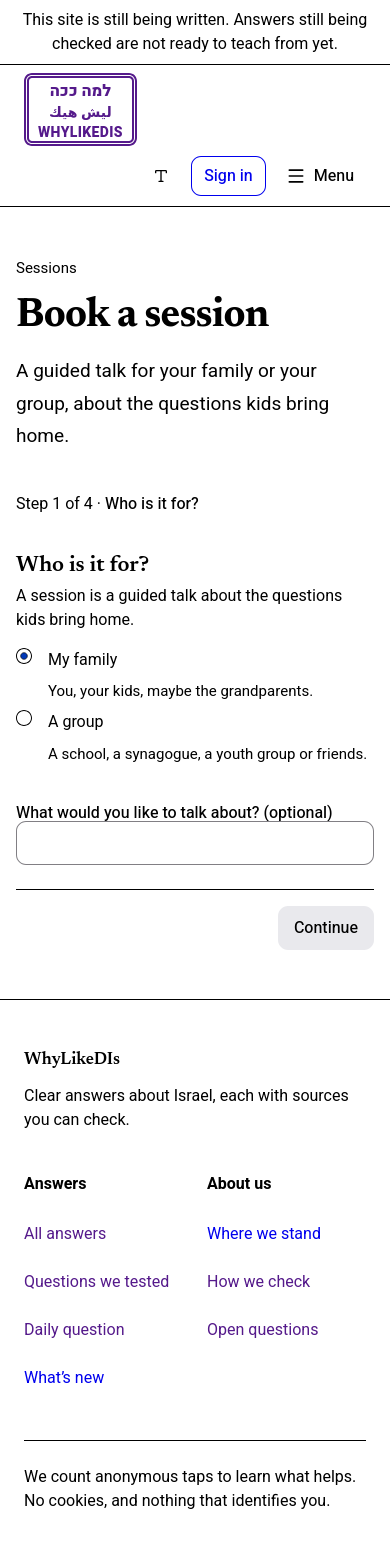 This site is still being written. Answers still being
checked are not ready to teach from yet.
למה ככה
ليش هيك
WHYLIKEDIS
T
Sign in
Menu
Sessions
Book a session
A guided talk for your family or your
group, about the questions kids bring
home.
Step 1 of 4 · Who is it for?
Who is it for?
A session is a guided talk about the questions
kids bring home.
My family
You, your kids, maybe the grandparents.
A group
A school, a synagogue, a youth group or friends.
What would you like to talk about? (optional)
Continue
WhyLikeDIs
Clear answers about Israel, each with sources
you can check.
Answers
About us
All answers
Where we stand
Questions we tested
How we check
Daily question
Open questions
What’s new
We count anonymous taps to learn what helps.
No cookies, and nothing that identifies you.